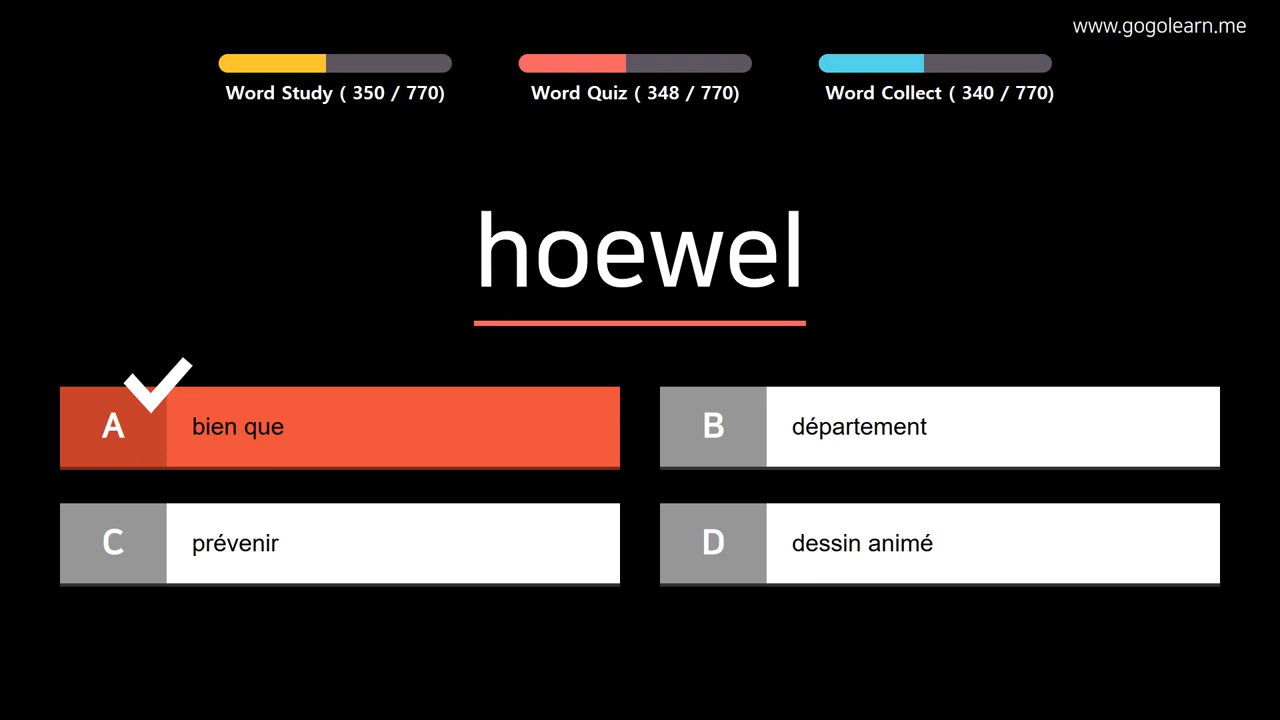 www.gogolearn.me
Word Study ( 350 / 770)
Word Quiz ( 348 / 770)
Word Collect ( 340 / 770)
hoewel
A bien que
B département
C prévenir
D dessin animé